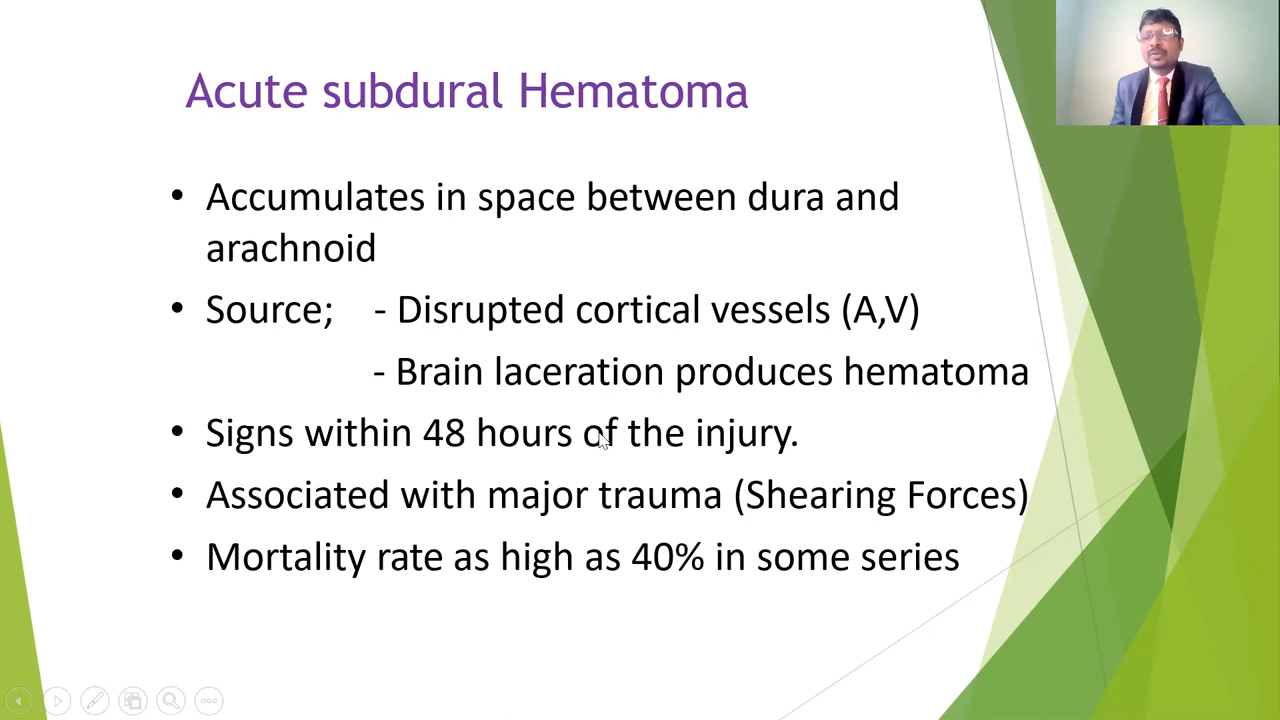 Acute subdural Hematoma
• Accumulates in space between dura and
arachnoid
• Source; - Disrupted cortical vessels (A,V)
- Brain laceration produces hematoma
• Signs within 48 hours of the injury.
• Associated with major trauma (Shearing Forces)
• Mortality rate as high as 40% in some series